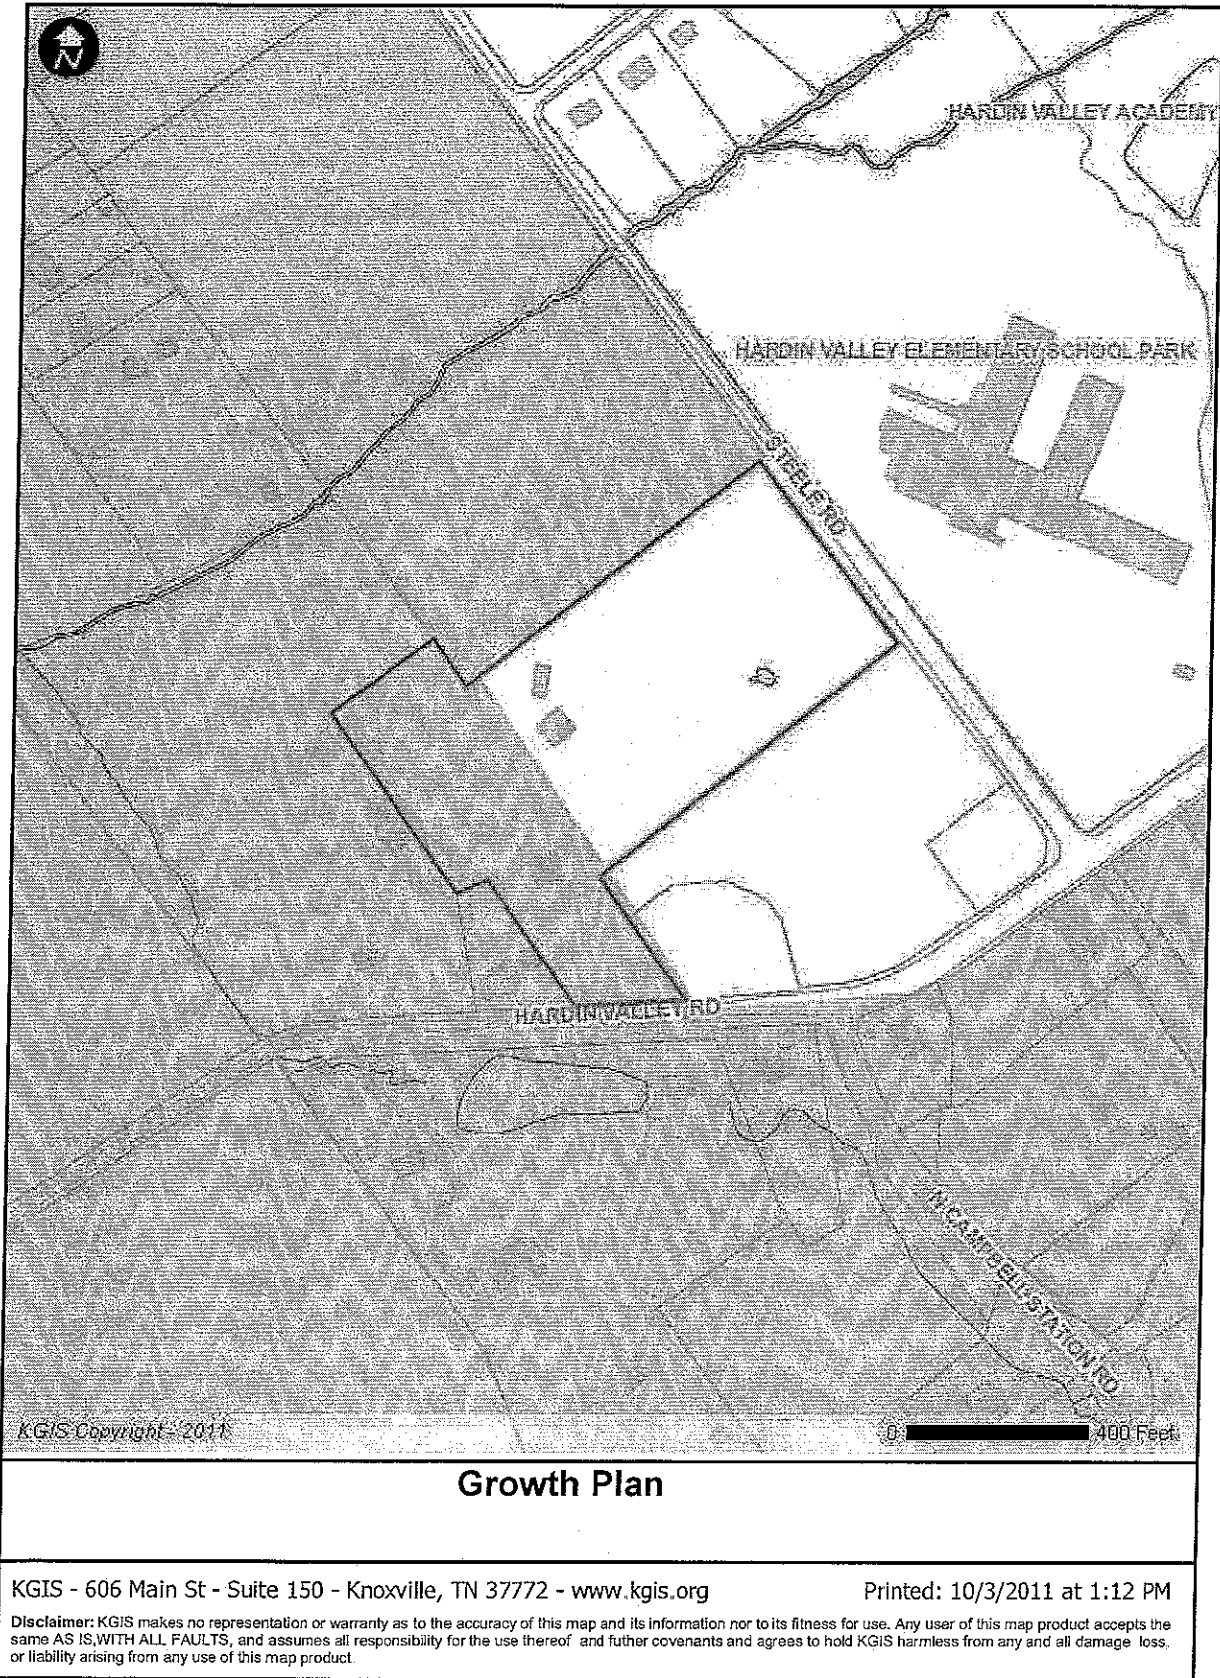 N
HARDIN VALLEY ACADEMY
HARDIN VALLEY ELEMENTARY SCHOOL PARK
STEELE RD
HARDIN VALLEY RD
N CAMPBELL STATION RD
KGIS Copyright - 2011
0 400 Feet
Growth Plan
KGIS - 606 Main St - Suite 150 - Knoxville, TN 37772 - www.kgis.org
Printed: 10/3/2011 at 1:12 PM
Disclaimer: KGIS makes no representation or warranty as to the accuracy of this map and its information nor to its fitness for use. Any user of this map product accepts the
same AS IS,WITH ALL FAULTS, and assumes all responsibility for the use thereof and futher covenants and agrees to hold KGIS harmless from any and all damage, loss,
or liability arising from any use of this map product.